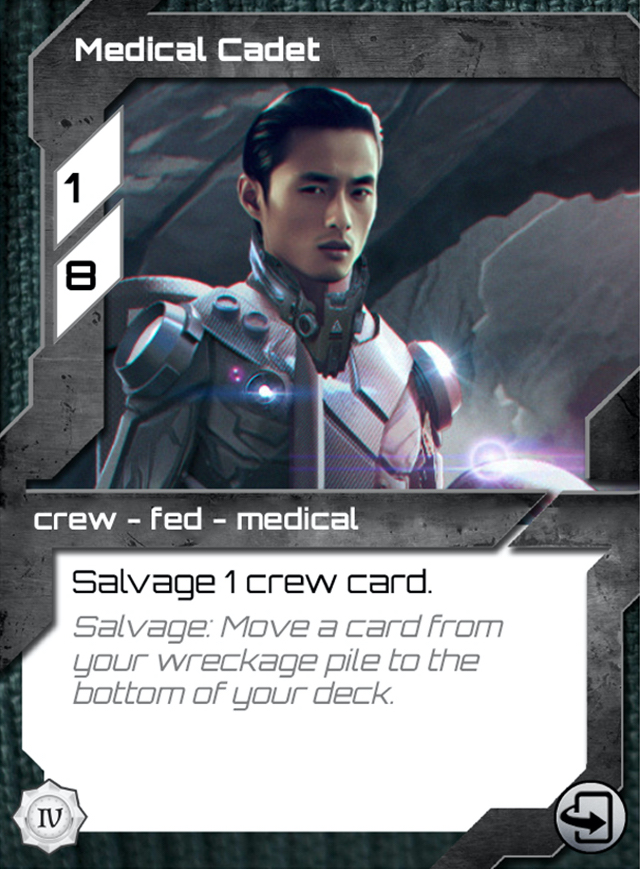 Medical Cadet
1
8
crew - fed - medical
Salvage 1 crew card.
Salvage: Move a card from
your wreckage pile to the
bottom of your deck.
IV